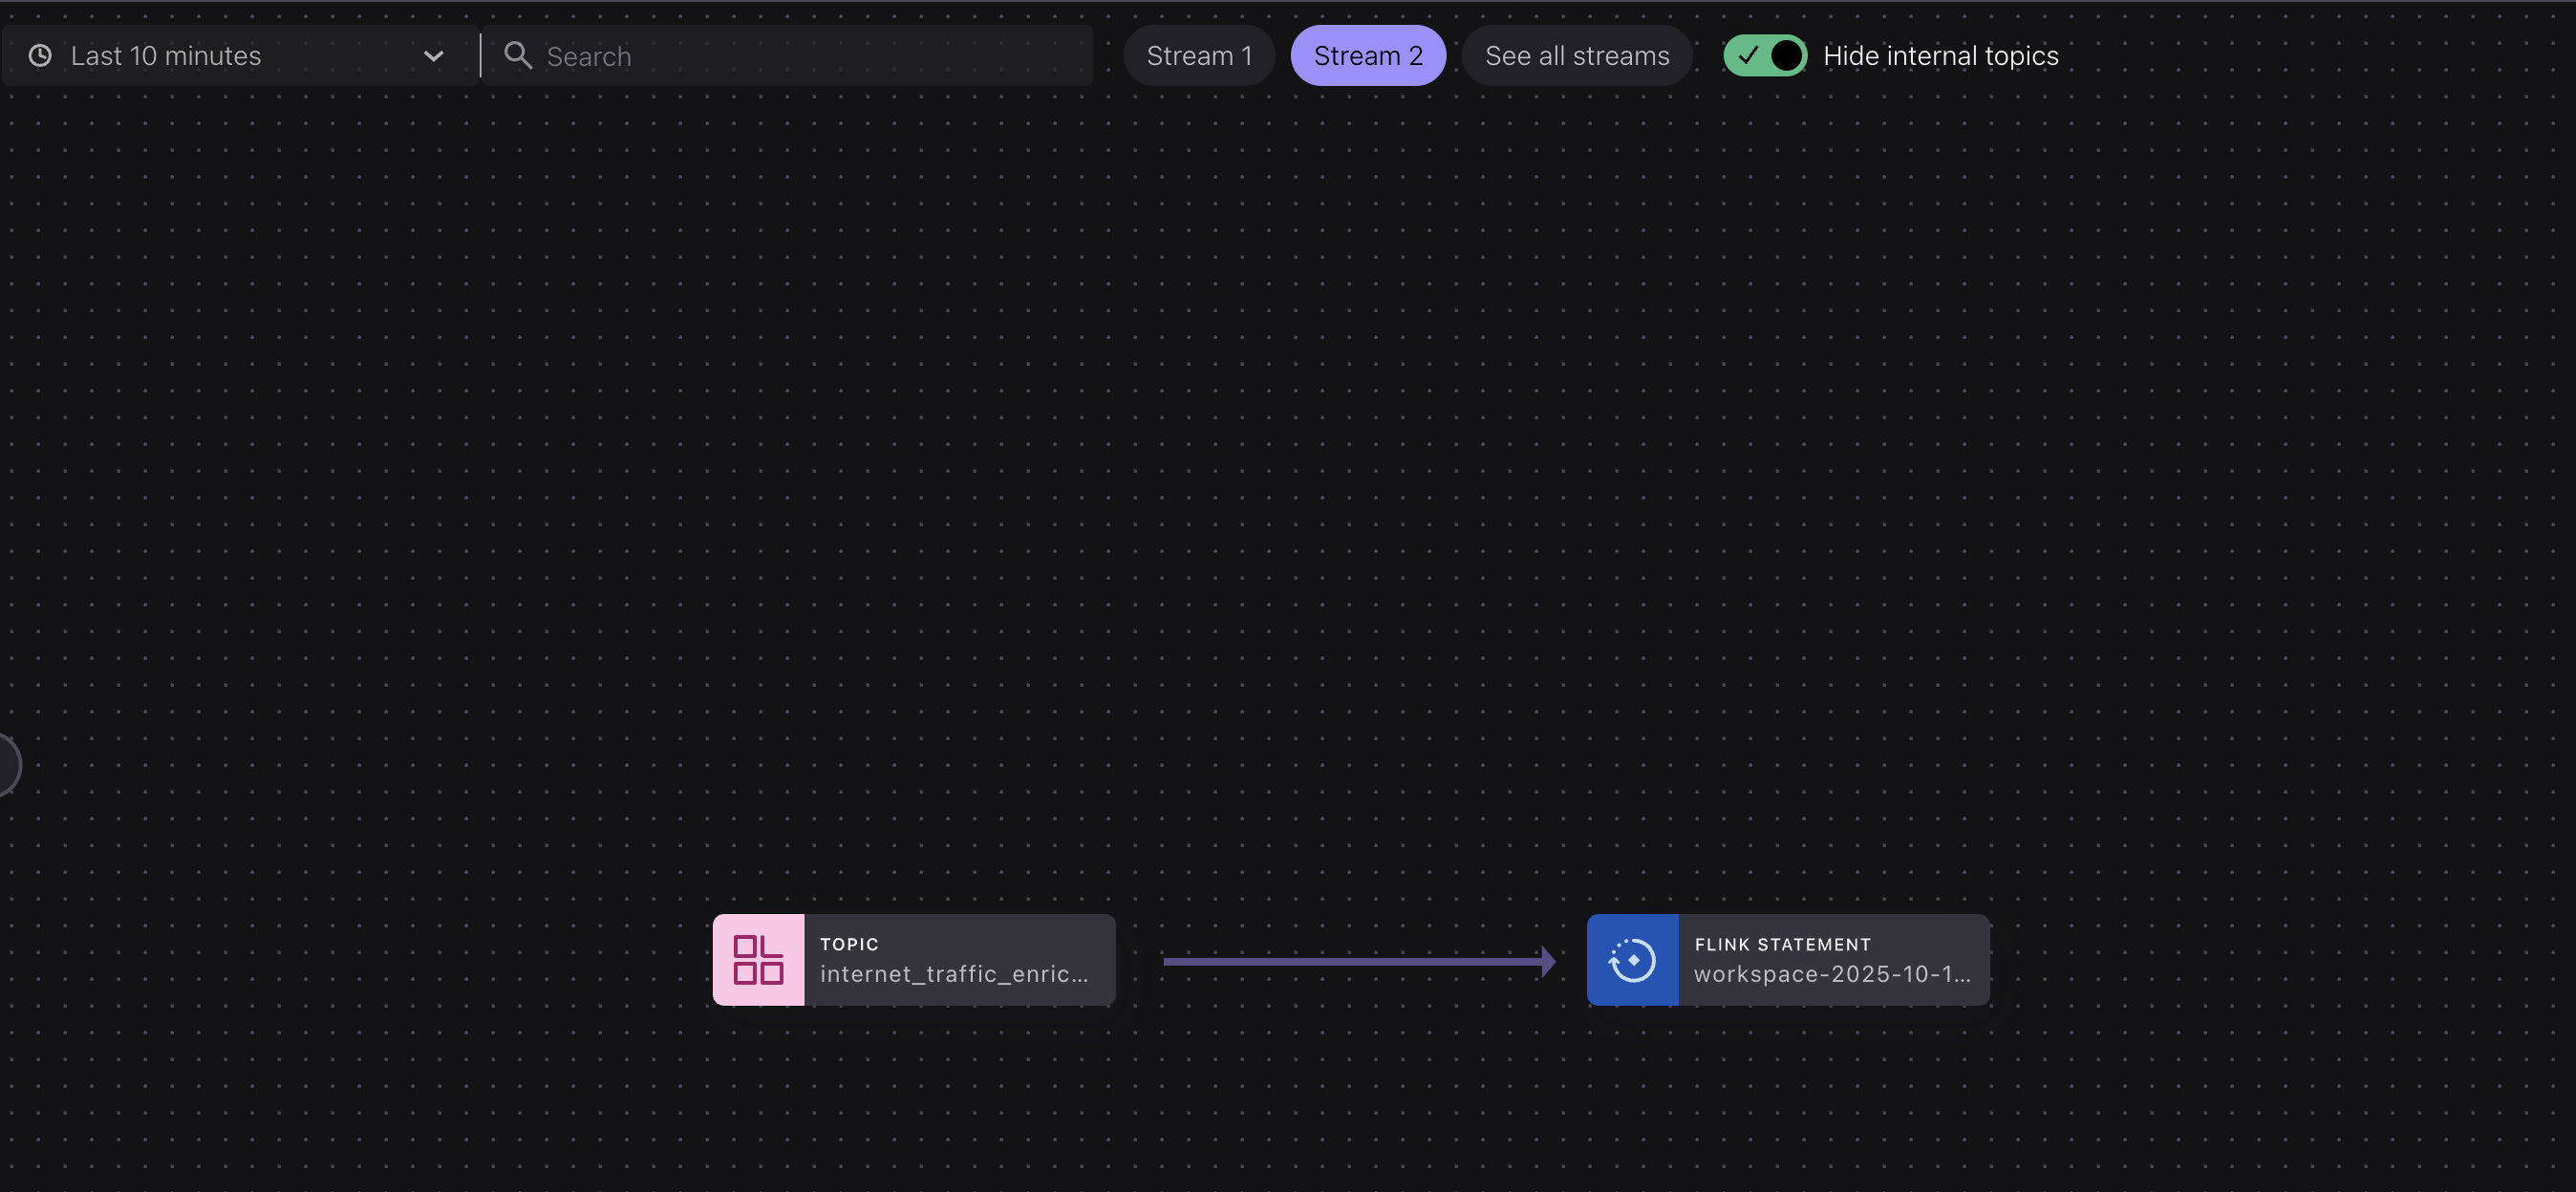 Last 10 minutes
Search
Stream 1
Stream 2
See all streams
Hide internal topics
TOPIC
internet_traffic_enric...
FLINK STATEMENT
workspace-2025-10-1...